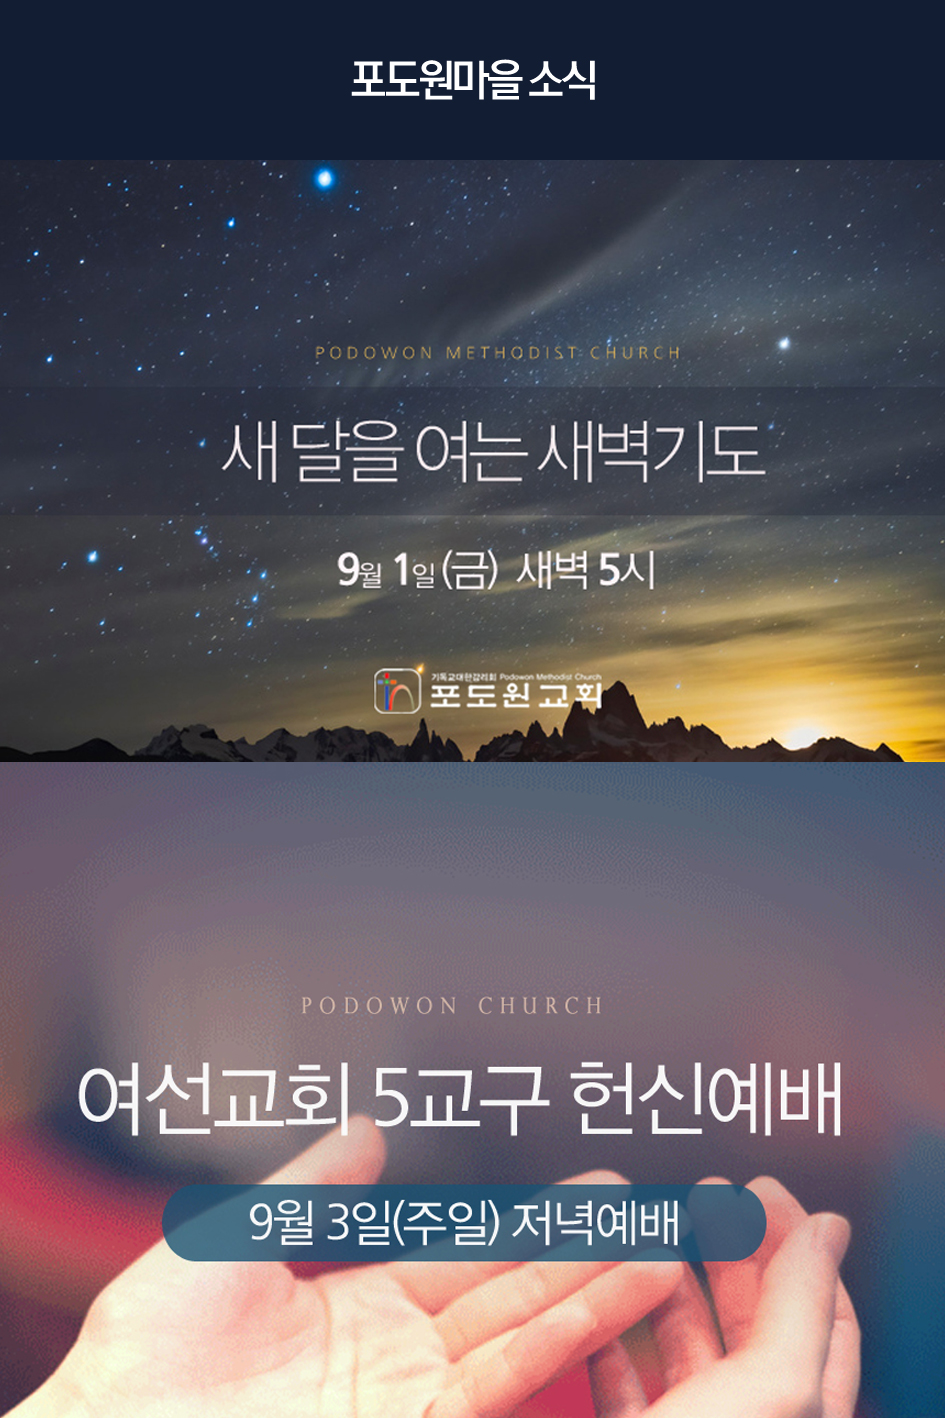 포도원마을 소식
PODOWON METHODIST CHURCH
새 달을 여는 새벽기도
9월 1일(금) 새벽 5시
기독교대한감리회 Podowon Methodist Church
포도원교회
PODOWON CHURCH
여선교회 5교구 헌신예배
9월 3일(주일) 저녁예배